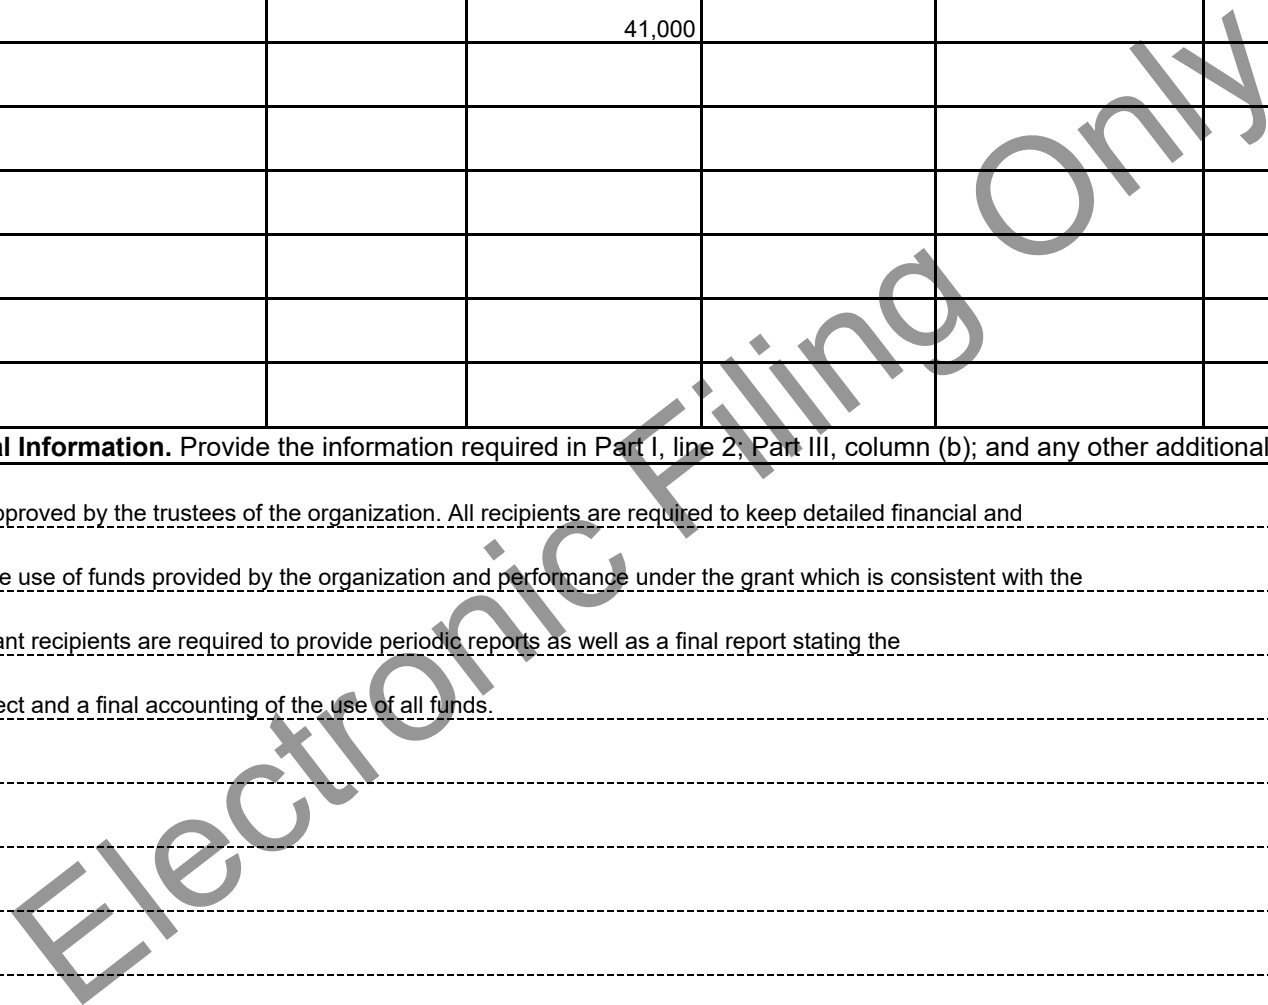 41,000
al Information. Provide the information required in Part I, line 2; Part III, column (b); and any other additional
pproved by the trustees of the organization. All recipients are required to keep detailed financial and
e use of funds provided by the organization and performance under the grant which is consistent with the
ant recipients are required to provide periodic reports as well as a final report stating the
ect and a final accounting of the use of all funds.
Electronic Filing Only